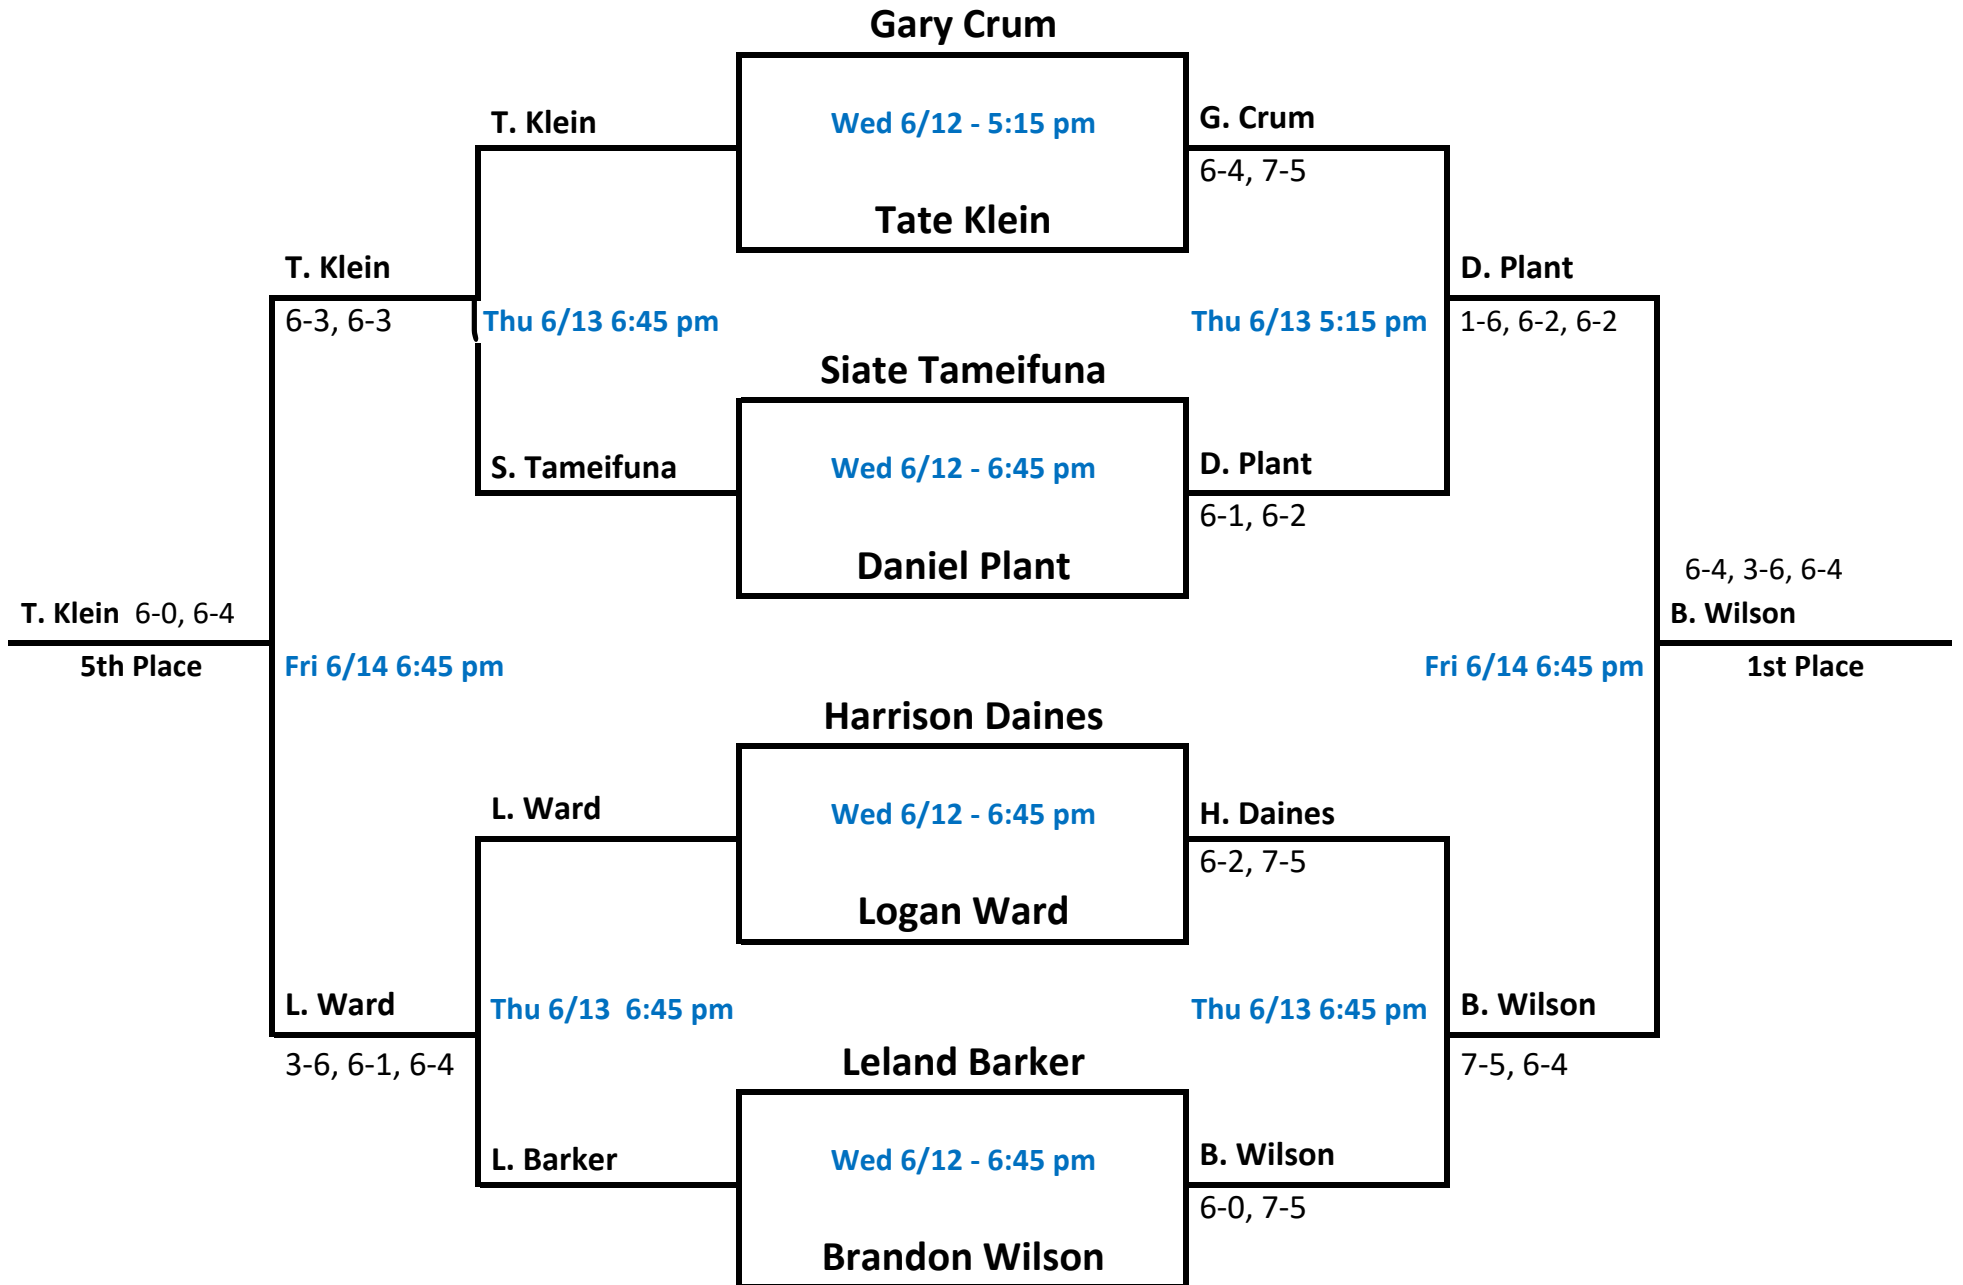 Gary Crum
T. Klein
Wed 6/12 - 5:15 pm
G. Crum
6-4, 7-5
Tate Klein
T. Klein
D. Plant
6-3, 6-3
Thu 6/13 6:45 pm
Thu 6/13 5:15 pm
1-6, 6-2, 6-2
Siate Tameifuna
S. Tameifuna
Wed 6/12 - 6:45 pm
D. Plant
6-1, 6-2
Daniel Plant
6-4, 3-6, 6-4
T. Klein 6-0, 6-4
B. Wilson
5th Place
Fri 6/14 6:45 pm
Fri 6/14 6:45 pm
1st Place
Harrison Daines
L. Ward
Wed 6/12 - 6:45 pm
H. Daines
6-2, 7-5
Logan Ward
L. Ward
Thu 6/13 6:45 pm
Thu 6/13 6:45 pm
B. Wilson
3-6, 6-1, 6-4
Leland Barker
7-5, 6-4
L. Barker
Wed 6/12 - 6:45 pm
B. Wilson
6-0, 7-5
Brandon Wilson